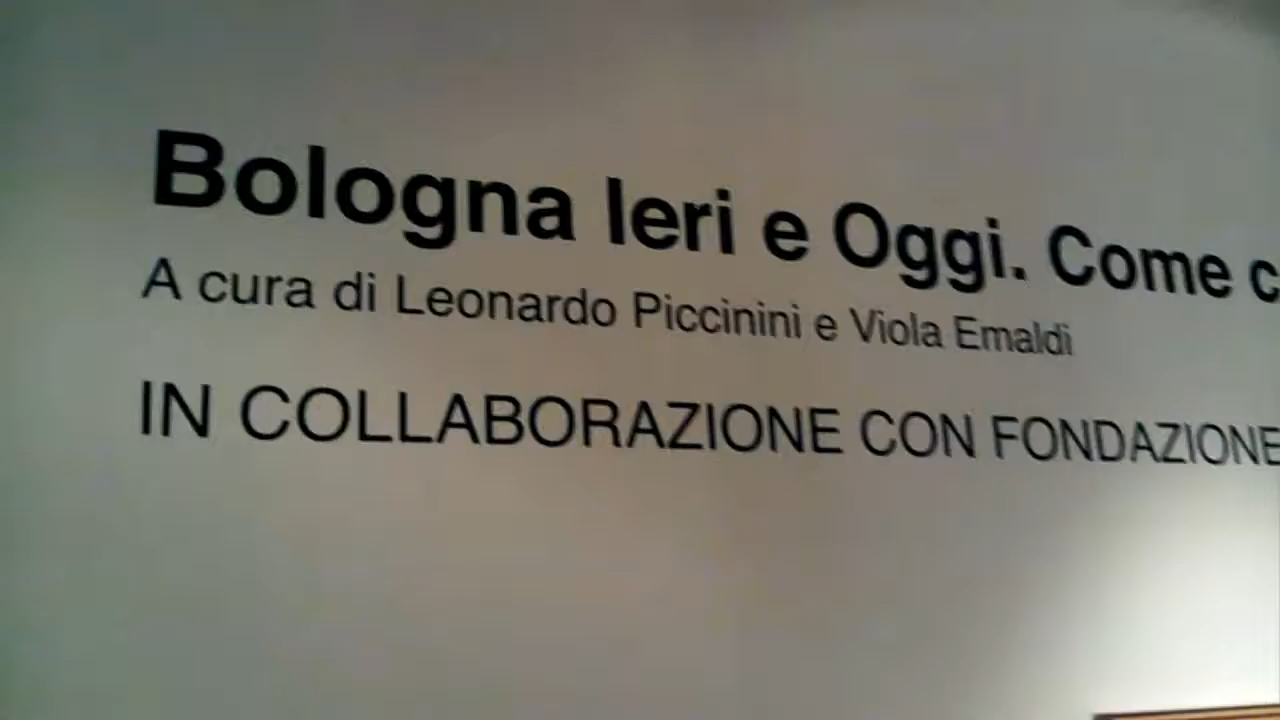 Bologna Ieri e Oggi. Come c
A cura di Leonardo Piccinini e Viola Emaldi
IN COLLABORAZIONE CON FONDAZIONE